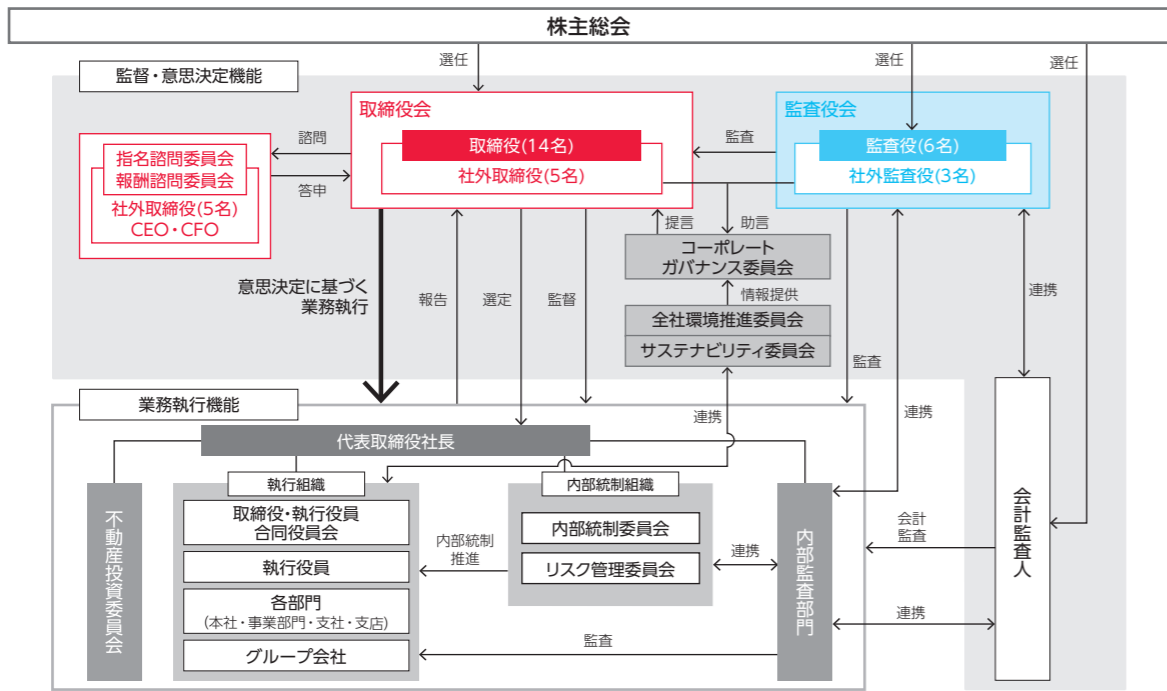 株主総会
選任
選任
選任
監督・意思決定機能
取締役会
取締役(14名)
社外取締役(5名)
監査役会
監査役(6名)
社外監査役(3名)
監査
諮問
答申
指名諮問委員会
報酬諮問委員会
社外取締役(5名)
CEO・CFO
提言
助言
コーポレート
ガバナンス委員会
情報提供
全社環境推進委員会
サステナビリティ委員会
意思決定に基づく
業務執行
報告
選定
監督
監査
連携
連携
連携
業務執行機能
代表取締役社長
不動産投資委員会
執行組織
取締役・執行役員
合同役員会
執行役員
各部門
(本社・事業部門・支社・支店)
グループ会社
内部統制
推進
内部統制組織
内部統制委員会
リスク管理委員会
連携
監査
内部監査部門
会計
監査
連携
会計監査人